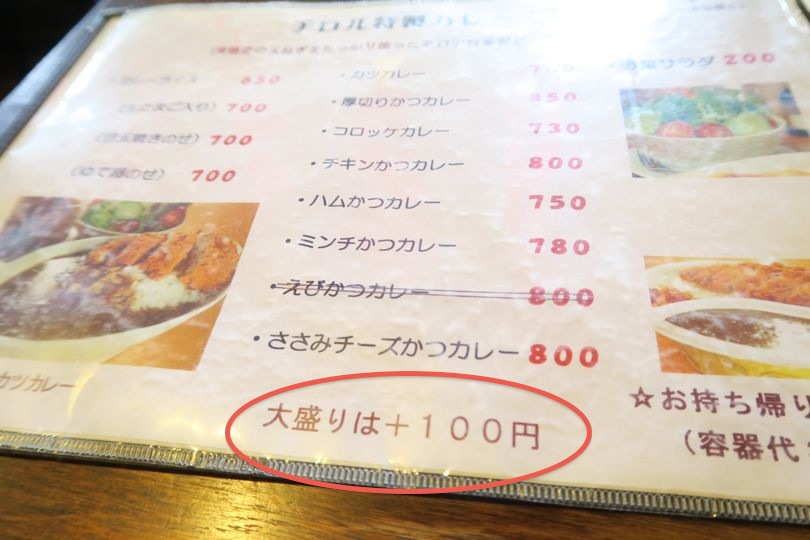 チロル特製カレー
カレーライス 650
(生たまご入り) 700
(目玉焼きのせ) 700
(ゆで卵のせ) 700
カツカレー
・カツカレー
・厚切りかつカレー 850
・コロッケカレー 730
・チキンかつカレー 800
・ハムかつカレー 750
・ミンチかつカレー 780
・えびかつカレー 800
・ささみチーズかつカレー 800
大盛りは+100円
サラダ 200
☆お持ち帰り
(容器代